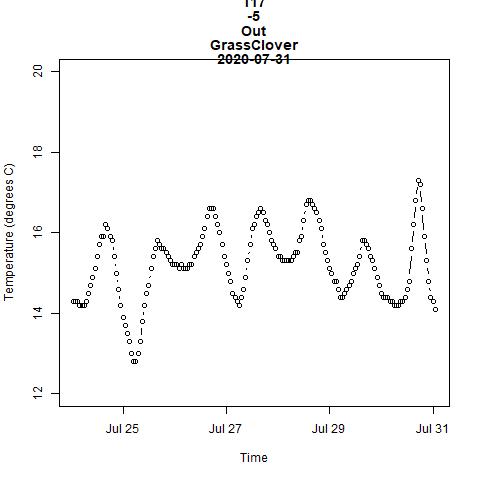 T17
-5
Out
GrassClover
2020-07-31
Temperature (degrees C)
20
18
16
14
12
Jul 25 Jul 27 Jul 29 Jul 31
Time